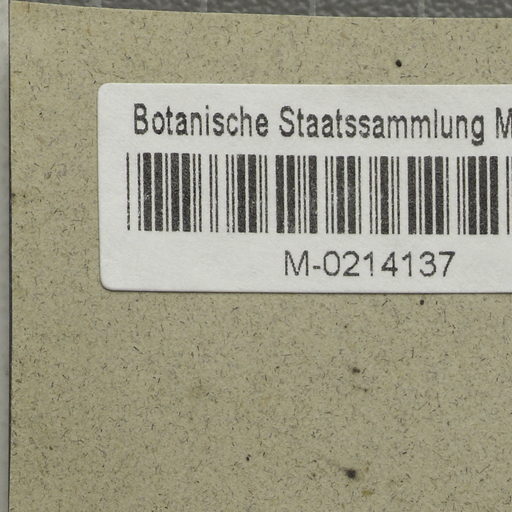 Botanische Staatssammlung M
M-0214137